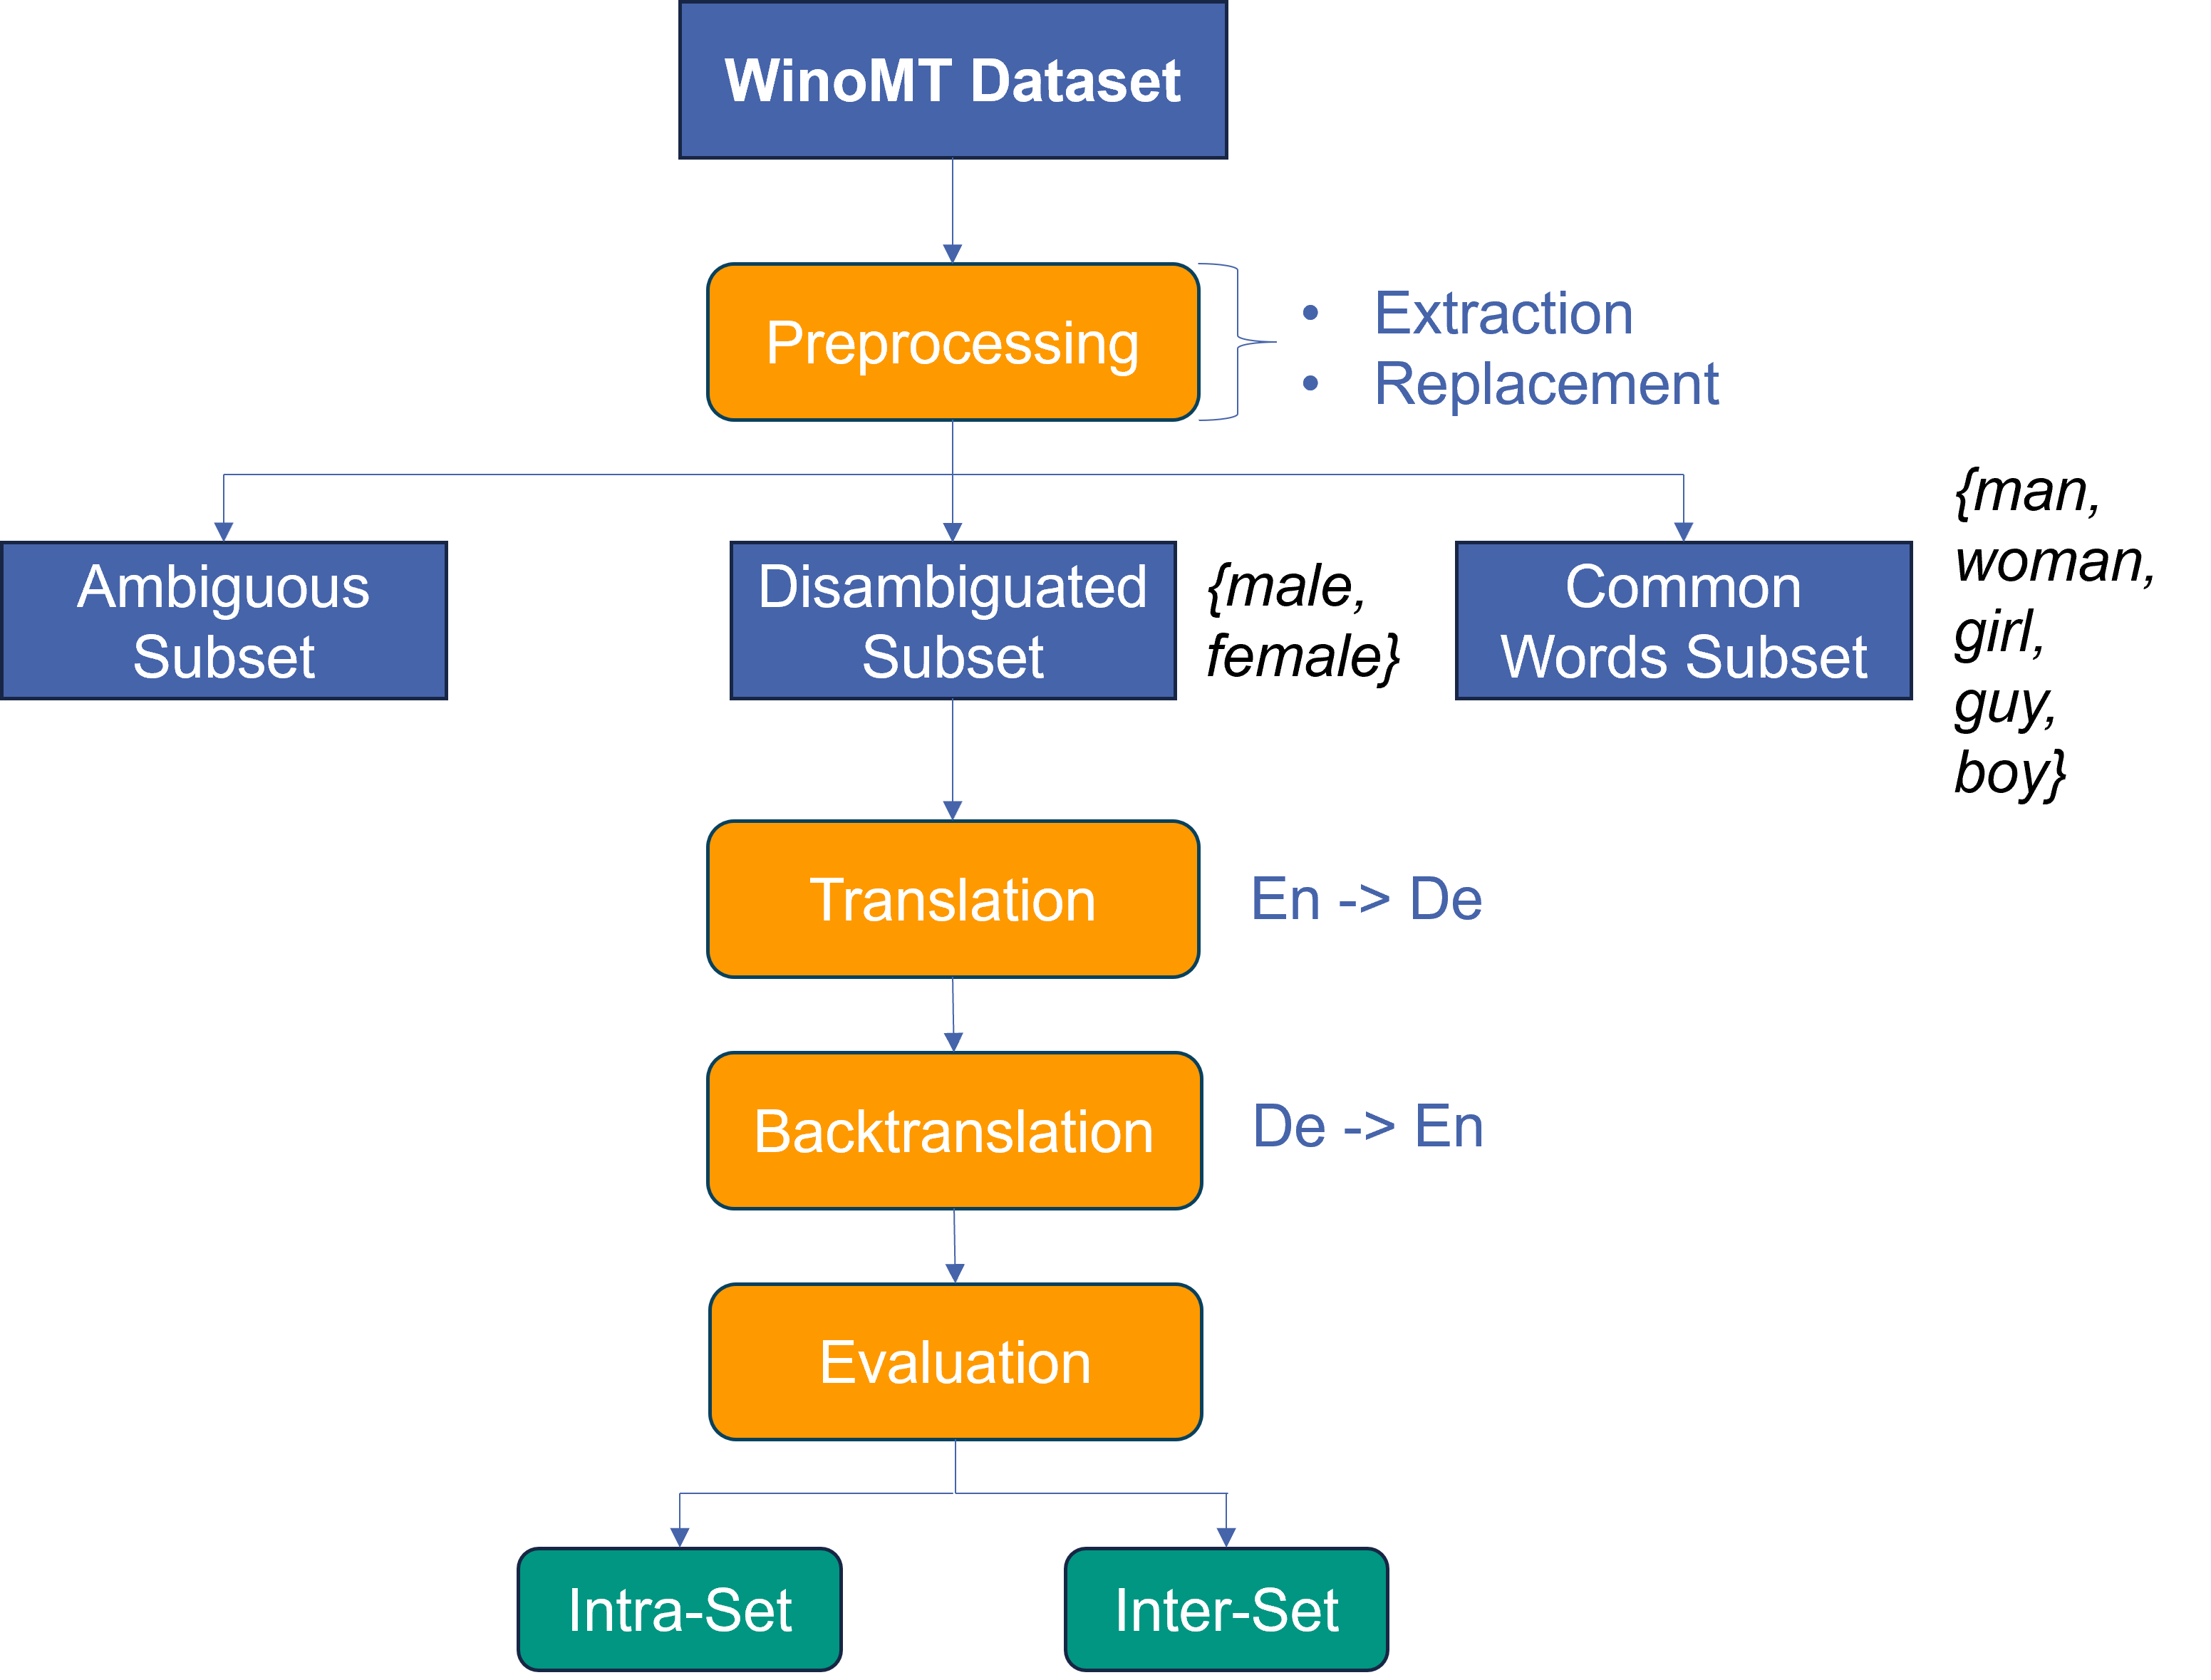 WinoMT Dataset
Preprocessing
• Extraction
• Replacement
Ambiguous
Subset
Disambiguated
Subset
{male,
female}
Common
Words Subset
{man,
woman,
girl,
guy,
boy}
Translation
En -> De
Backtranslation
De -> En
Evaluation
Intra-Set
Inter-Set